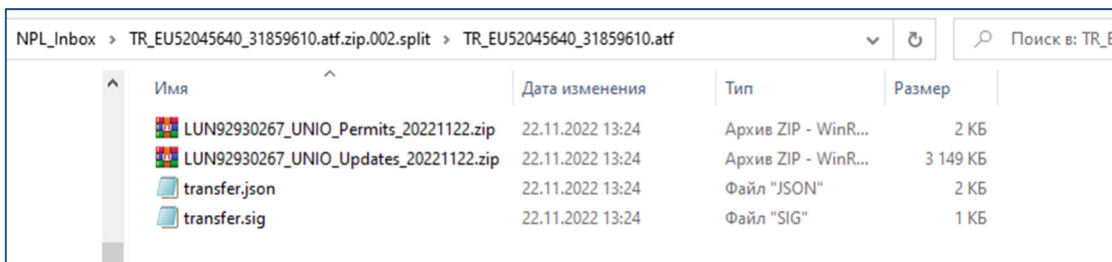 NPL_Inbox > TR_EU52045640_31859610.atf.zip.002.split > TR_EU52045640_31859610.atf Поиск в: TR_E
Имя Дата изменения Тип Размер
LUN92930267_UNIO_Permits_20221122.zip 22.11.2022 13:24 Архив ZIP - WinR... 2 КБ
LUN92930267_UNIO_Updates_20221122.zip 22.11.2022 13:24 Архив ZIP - WinR... 3 149 КБ
transfer.json 22.11.2022 13:24 Файл "JSON" 2 КБ
transfer.sig 22.11.2022 13:24 Файл "SIG" 1 КБ